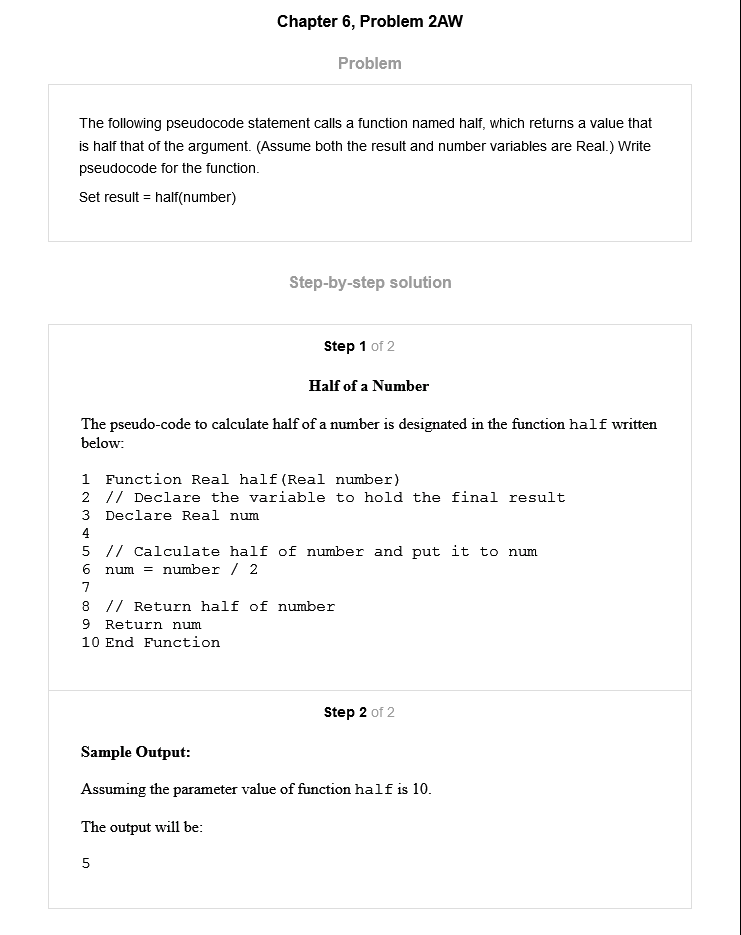 Chapter 6, Problem 2AW
Problem
The following pseudocode statement calls a function named half, which returns a value that
is half that of the argument. (Assume both the result and number variables are Real.) Write
pseudocode for the function.
Set result = half(number)
Step-by-step solution
Step 1 of 2
Half of a Number
The pseudo-code to calculate half of a number is designated in the function half written
below:
1 Function Real half(Real number)
2 // Declare the variable to hold the final result
3 Declare Real num
4
5 // Calculate half of number and put it to num
6 num = number / 2
7
8 // Return half of number
9 Return num
10 End Function
Step 2 of 2
Sample Output:
Assuming the parameter value of function half is 10.
The output will be:
5